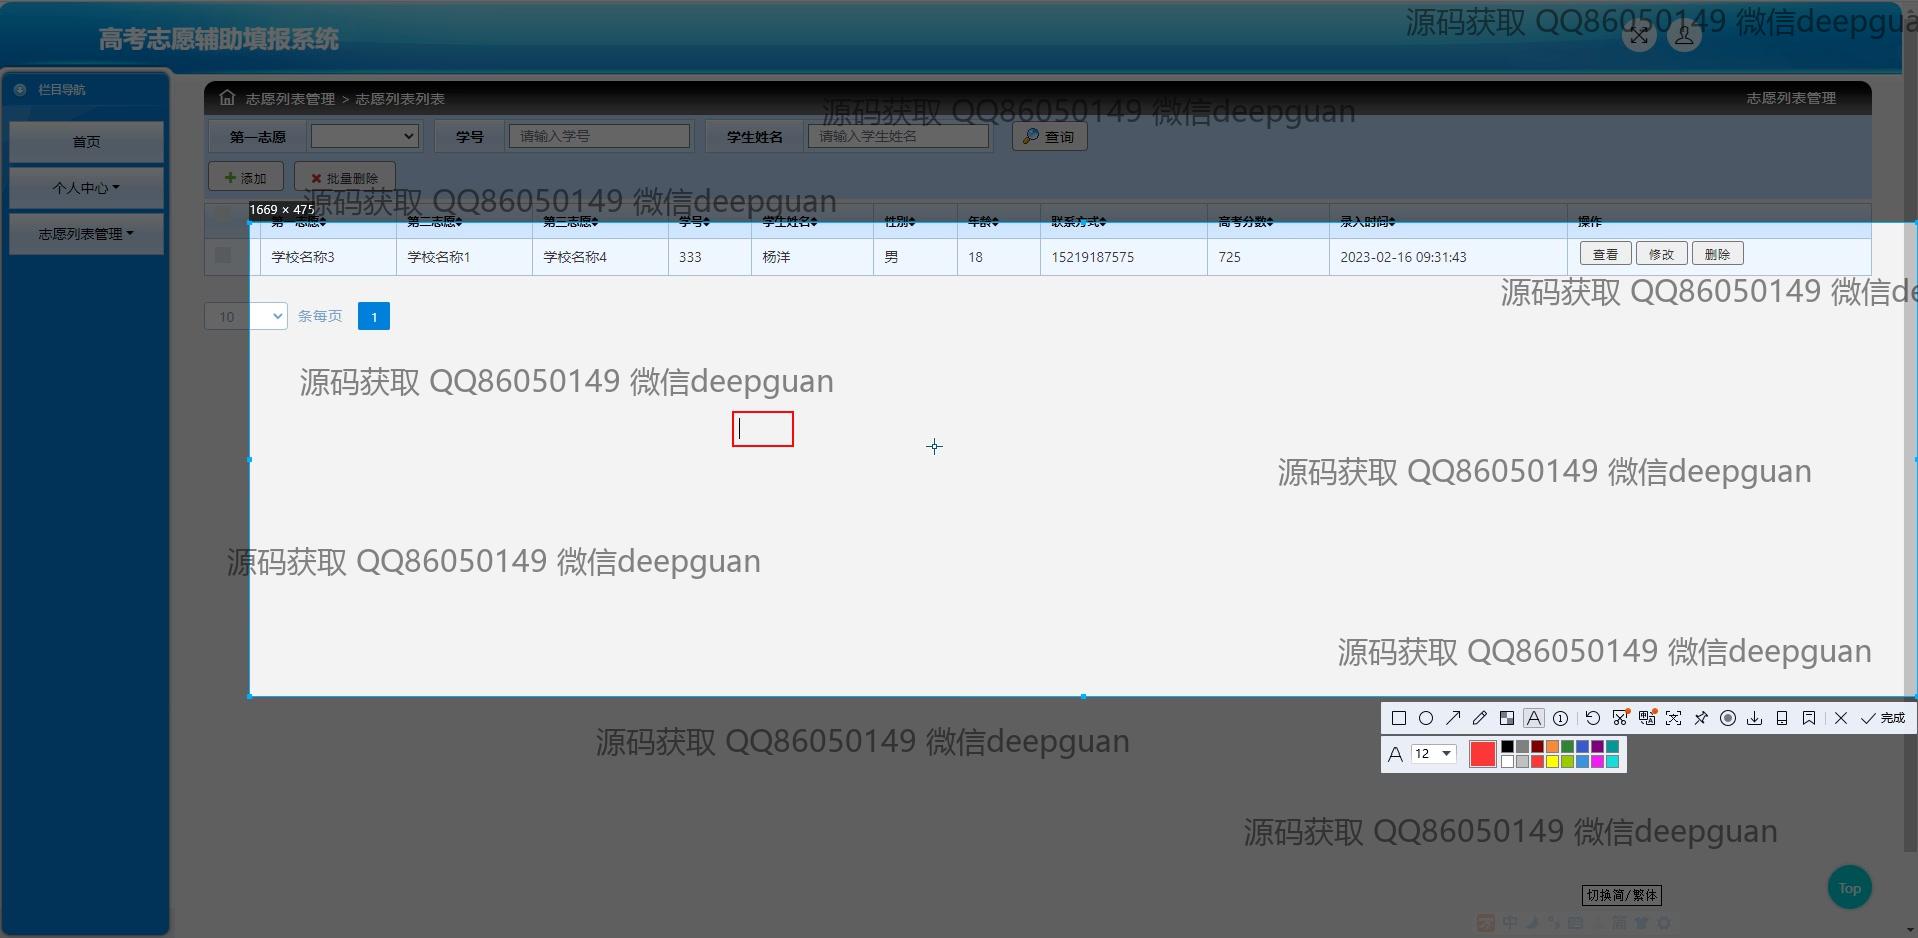 高考志愿辅助填报系统
源码获取 QQ86050149 微信deepgua
栏目导航
首页
个人中心
志愿列表管理
志愿列表管理 > 志愿列表列表
志愿列表管理
源码获取 QQ86050149 微信deepguan
第一志愿
学号 请输入学号
学生姓名 请输入学生姓名
查询
添加 批量删除
源码获取 QQ86050149 微信deepguan
1669 × 475
第一志愿 第二志愿 第三志愿 学号 学生姓名 性别 年龄 联系方式 高考分数 录入时间 操作
学校名称3 学校名称1 学校名称4 333 杨洋 男 18 15219187575 725 2023-02-16 09:31:43 查看 修改 删除
源码获取 QQ86050149 微信de
10 条每页 1
源码获取 QQ86050149 微信deepguan
源码获取 QQ86050149 微信deepguan
源码获取 QQ86050149 微信deepguan
源码获取 QQ86050149 微信deepguan
A 1 完成
源码获取 QQ86050149 微信deepguan
A 12
源码获取 QQ86050149 微信deepguan
Top
切换简/繁体
中 简